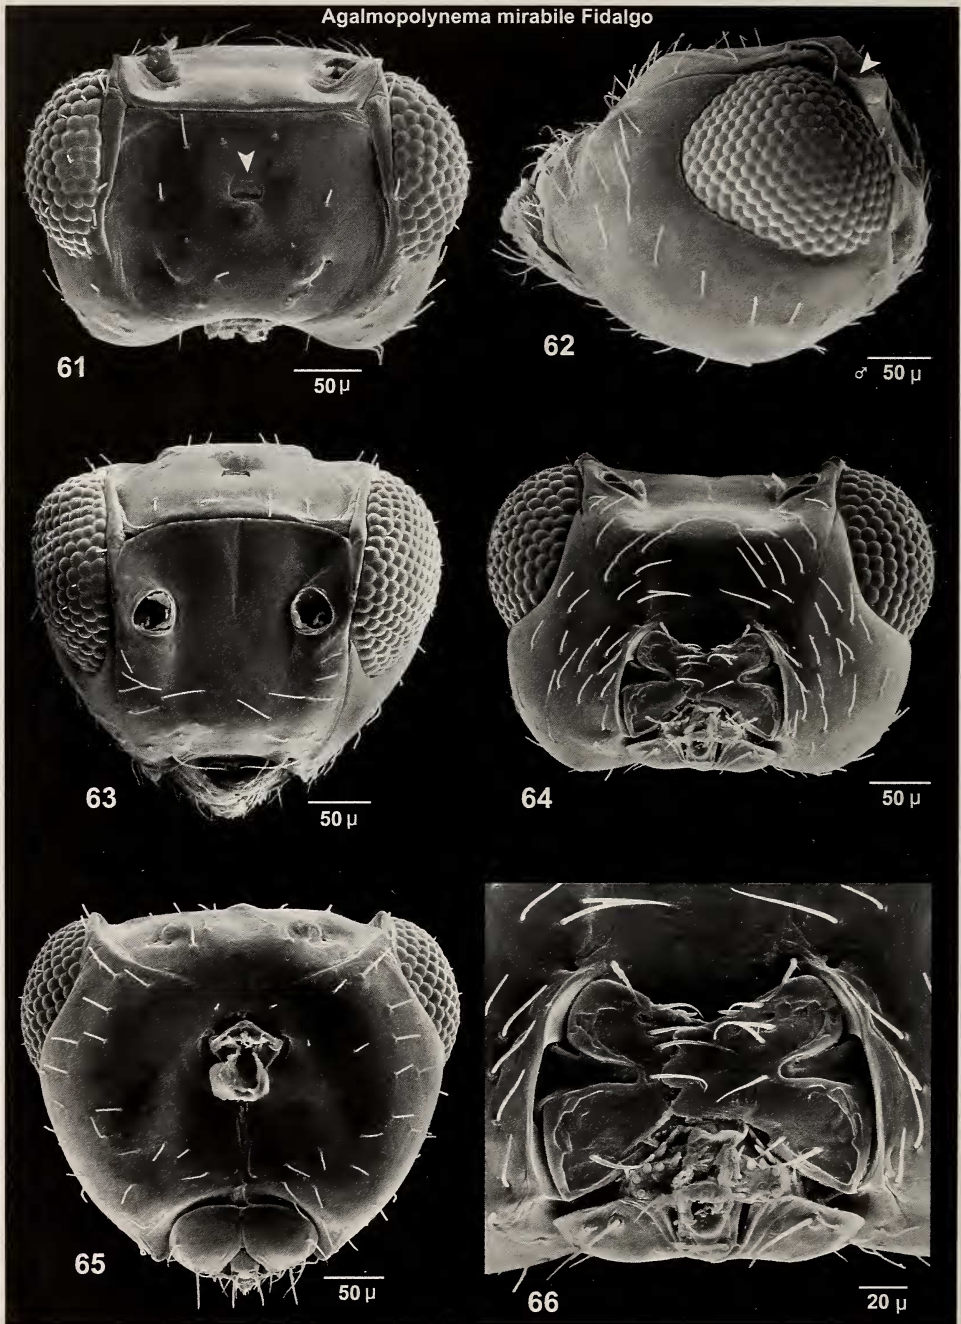 Agalmopolynema mirabile Fidalgo
61
50 µ
62
♂ 50 µ
63
50 µ
64
50 µ
65
50 µ
66
20 µ